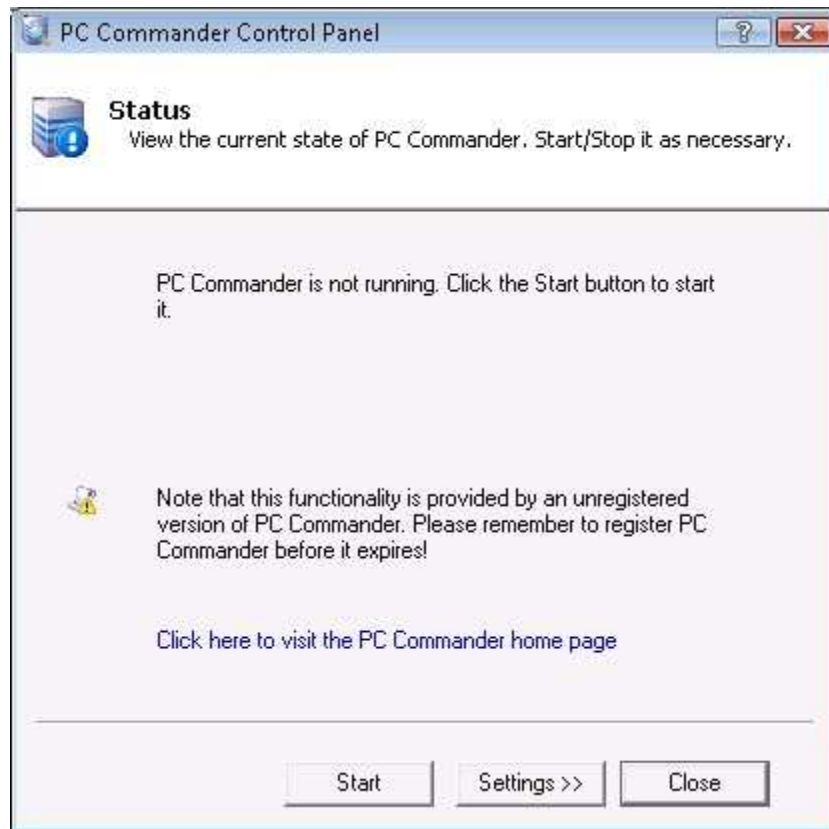 PC Commander Control Panel
Status
View the current state of PC Commander. Start/Stop it as necessary.
PC Commander is not running. Click the Start button to start
it.
Note that this functionality is provided by an unregistered
version of PC Commander. Please remember to register PC
Commander before it expires!
Click here to visit the PC Commander home page
Start
Settings >>
Close